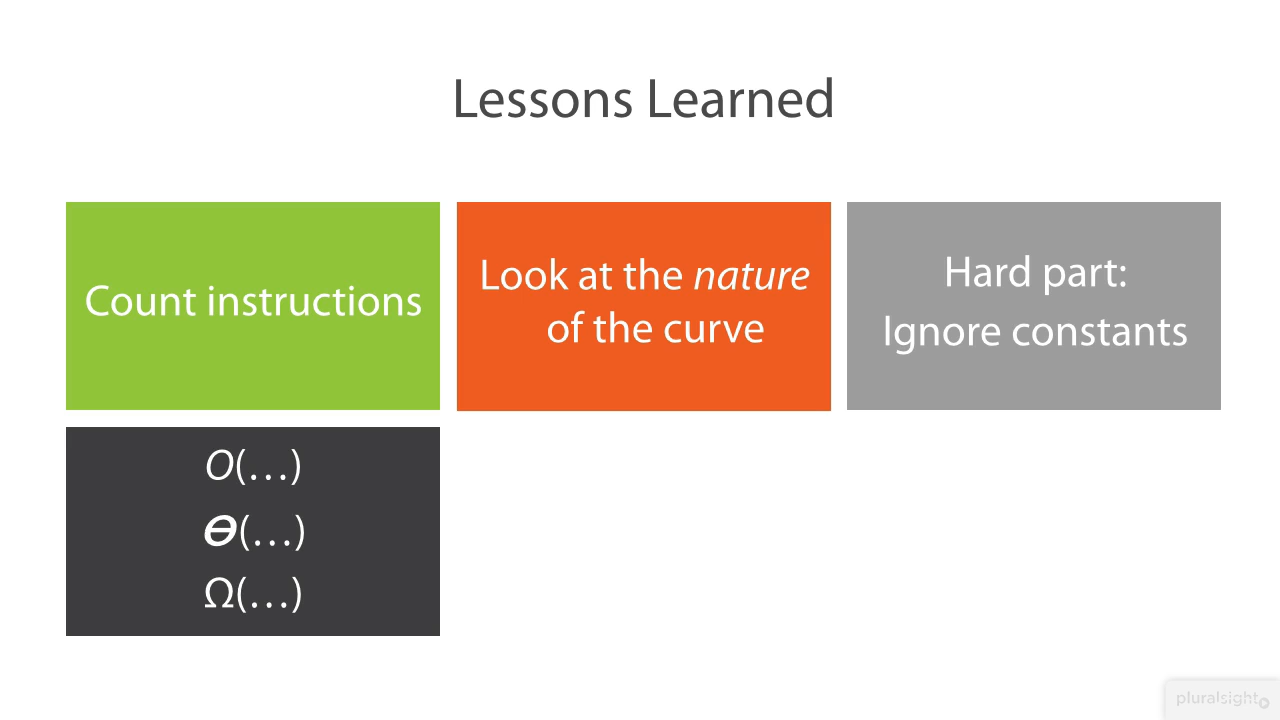 Lessons Learned
Count instructions
Look at the nature
of the curve
Hard part:
Ignore constants
O(…)
Ө(…)
Ω(…)
pluralsight